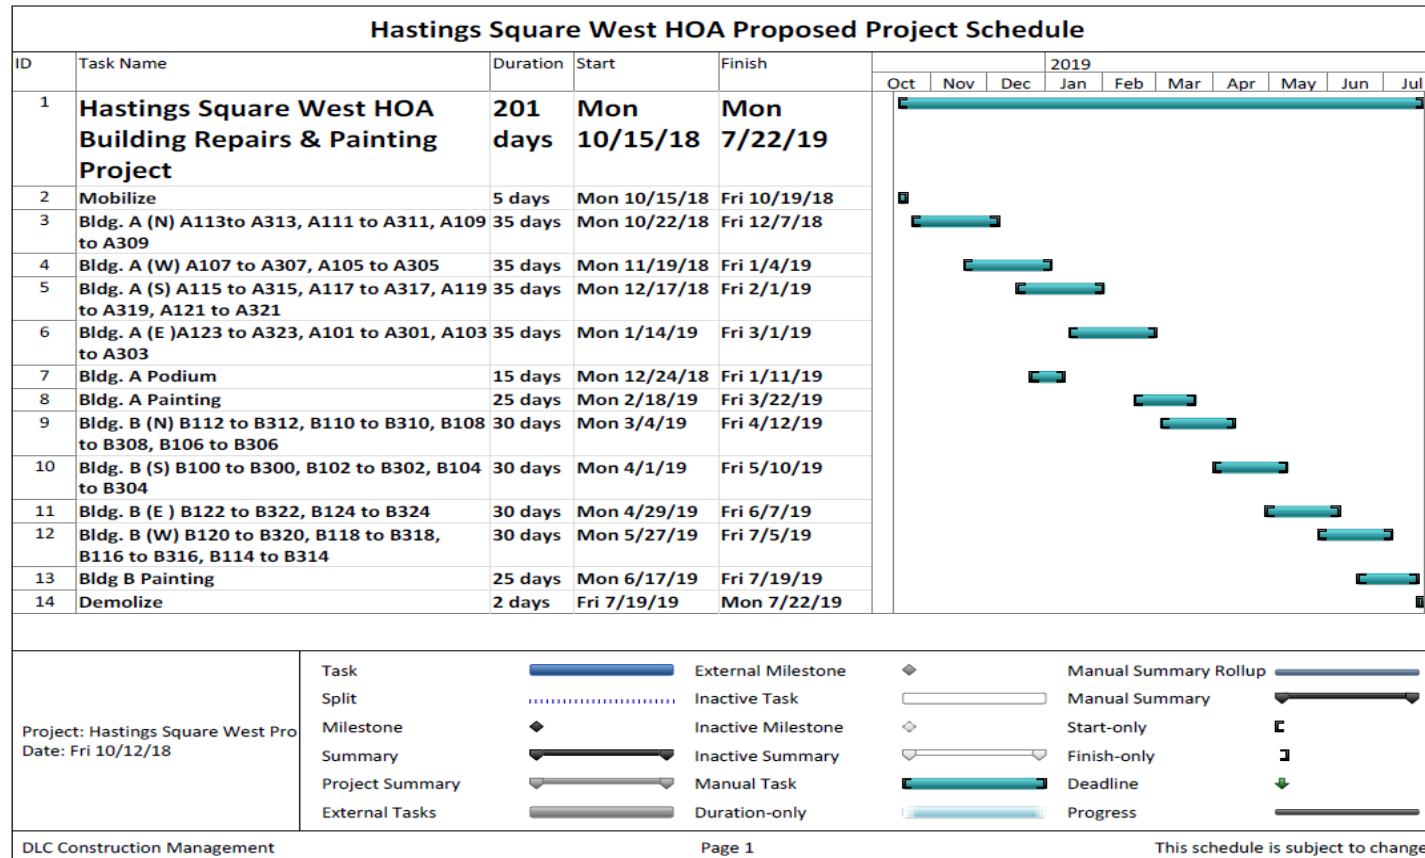 Hastings Square West HOA Proposed Project Schedule
ID Task Name Duration Start Finish 2019
Oct Nov Dec Jan Feb Mar Apr May Jun Jul
1 Hastings Square West HOA 201 Mon Mon
Building Repairs & Painting days 10/15/18 7/22/19
Project
2 Mobilize 5 days Mon 10/15/18 Fri 10/19/18
3 Bldg. A (N) A113to A313, A111 to A311, A109 35 days Mon 10/22/18 Fri 12/7/18
to A309
4 Bldg. A (W) A107 to A307, A105 to A305 35 days Mon 11/19/18 Fri 1/4/19
5 Bldg. A (S) A115 to A315, A117 to A317, A119 35 days Mon 12/17/18 Fri 2/1/19
to A319, A121 to A321
6 Bldg. A (E )A123 to A323, A101 to A301, A103 35 days Mon 1/14/19 Fri 3/1/19
to A303
7 Bldg. A Podium 15 days Mon 12/24/18 Fri 1/11/19
8 Bldg. A Painting 25 days Mon 2/18/19 Fri 3/22/19
9 Bldg. B (N) B112 to B312, B110 to B310, B108 30 days Mon 3/4/19 Fri 4/12/19
to B308, B106 to B306
10 Bldg. B (S) B100 to B300, B102 to B302, B104 30 days Mon 4/1/19 Fri 5/10/19
to B304
11 Bldg. B (E ) B122 to B322, B124 to B324 30 days Mon 4/29/19 Fri 6/7/19
12 Bldg. B (W) B120 to B320, B118 to B318, 30 days Mon 5/27/19 Fri 7/5/19
B116 to B316, B114 to B314
13 Bldg B Painting 25 days Mon 6/17/19 Fri 7/19/19
14 Demolize 2 days Fri 7/19/19 Mon 7/22/19
Project: Hastings Square West Pro
Date: Fri 10/12/18
Task External Milestone Manual Summary Rollup
Split Inactive Task Manual Summary
Milestone Inactive Milestone Start-only
Summary Inactive Summary Finish-only
Project Summary Manual Task Deadline
External Tasks Duration-only Progress
DLC Construction Management Page 1 This schedule is subject to change